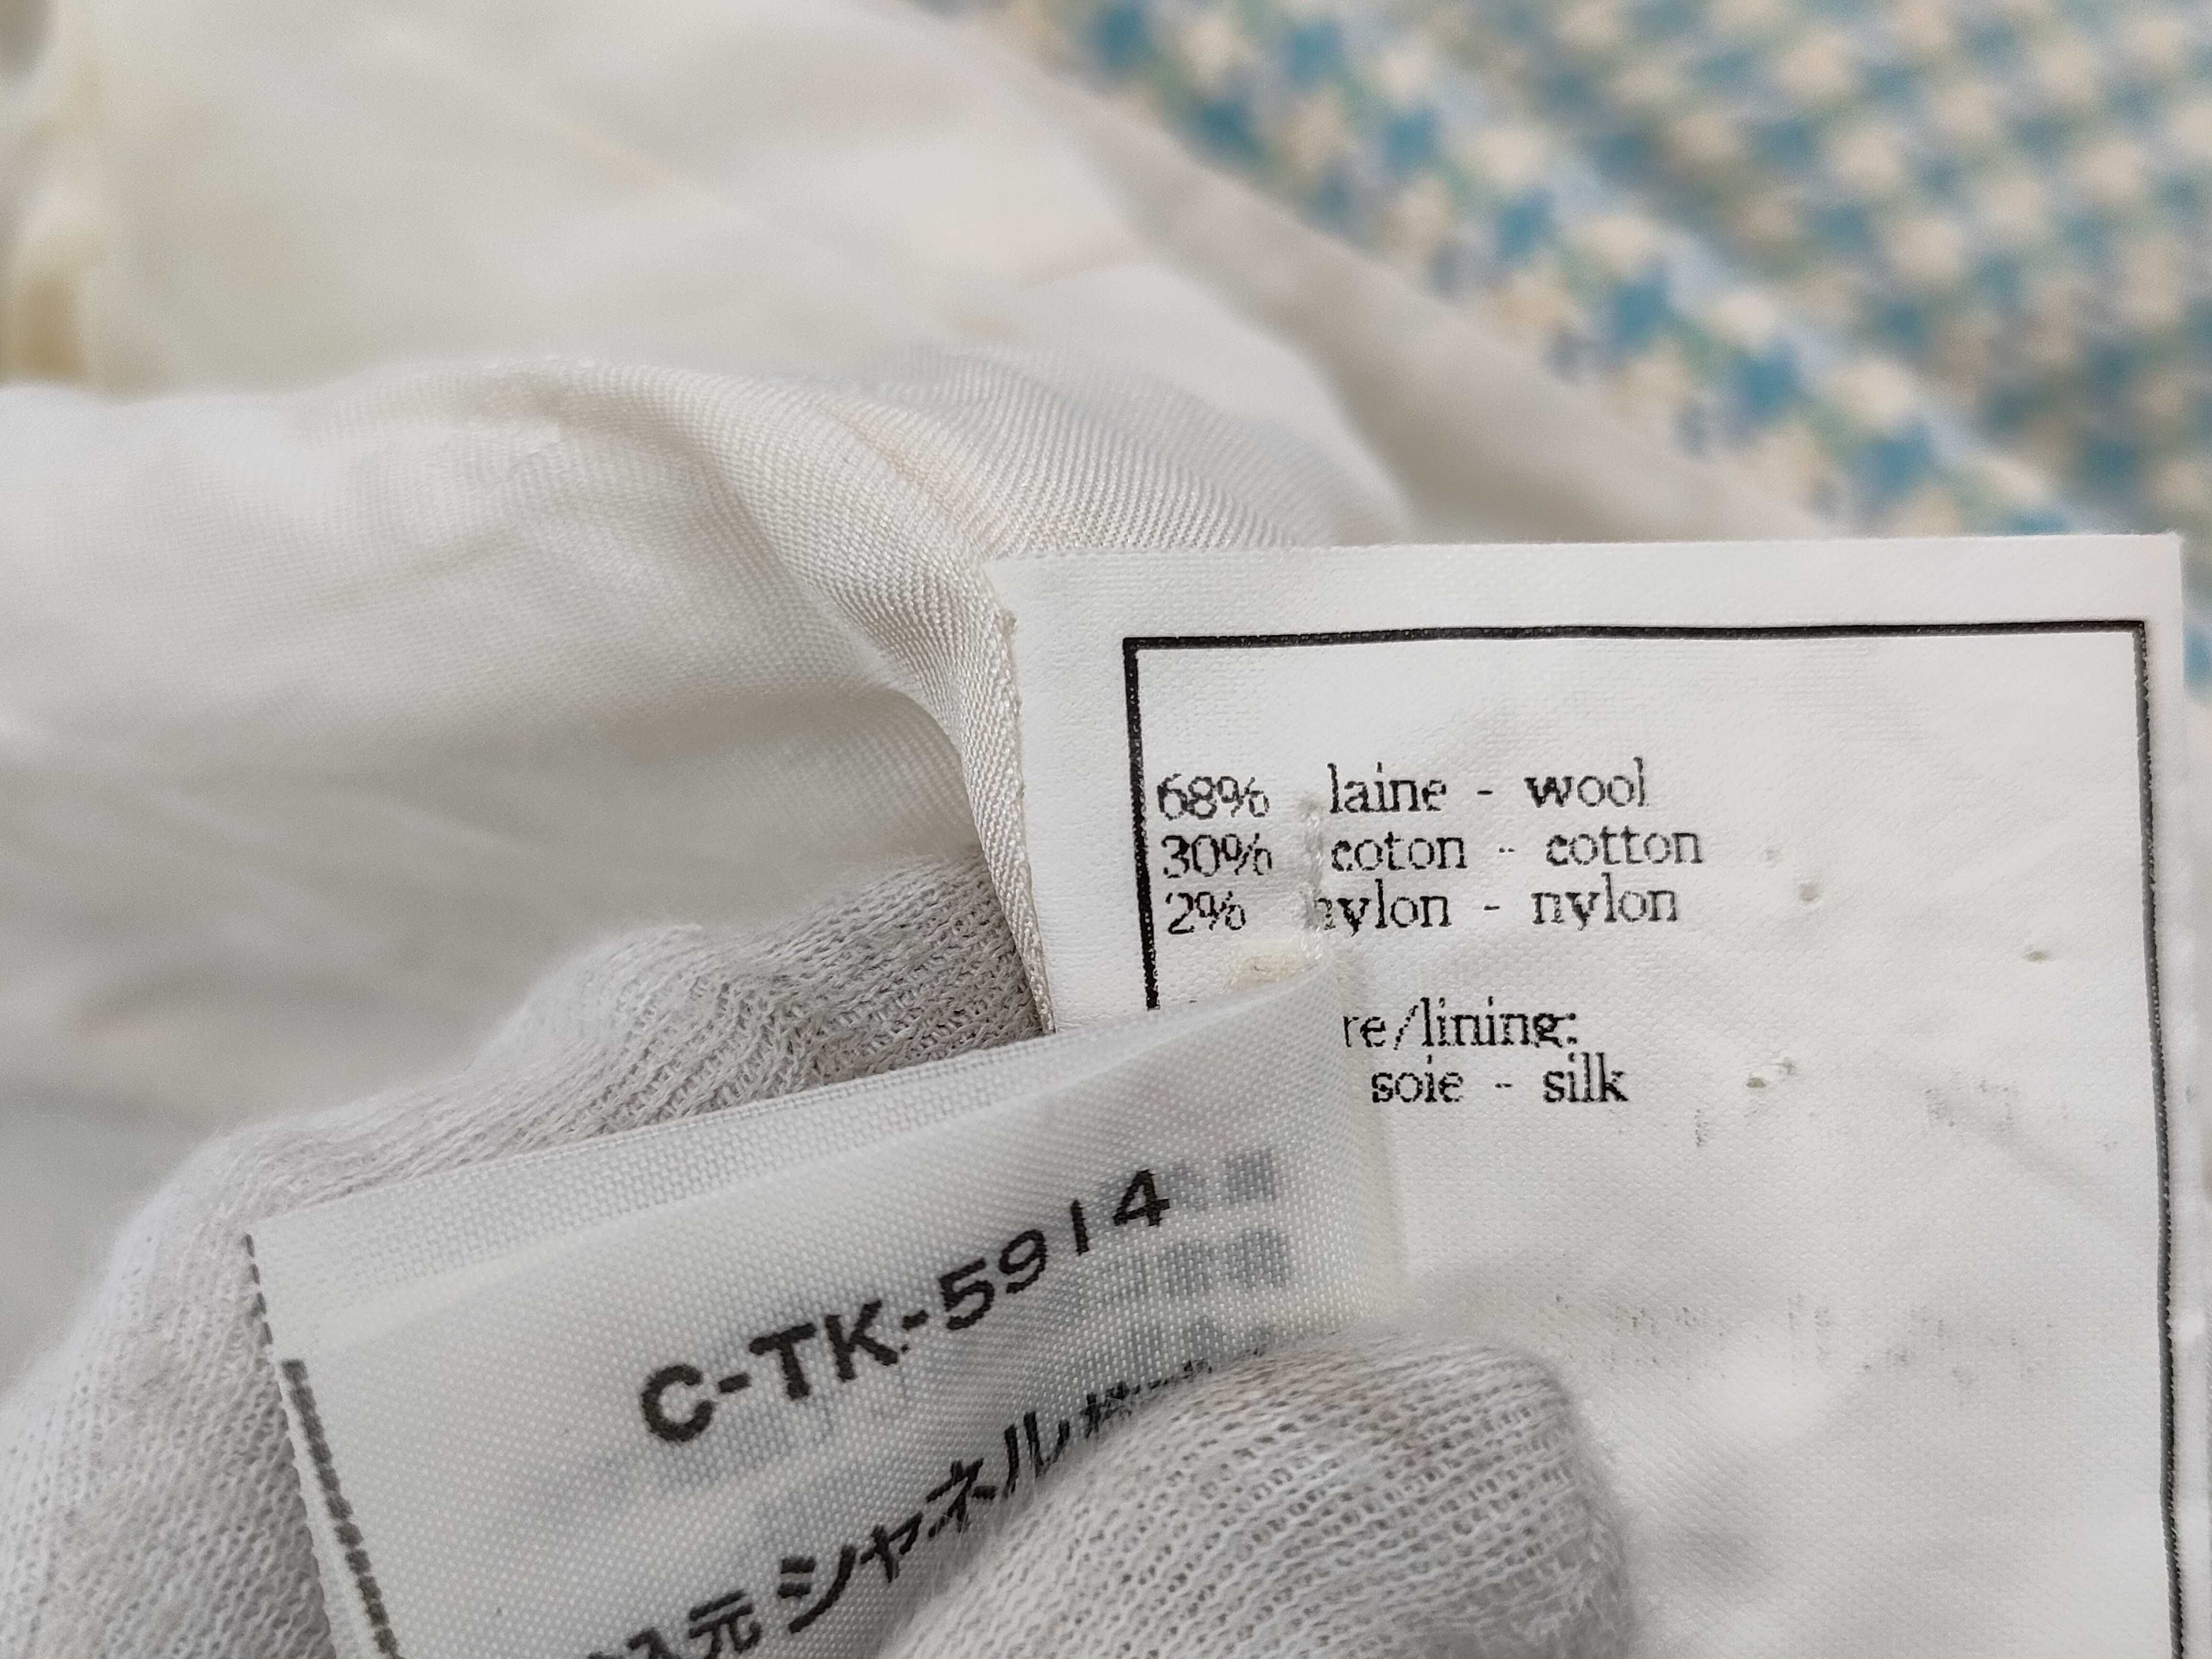 68% laine - wool
30% coton - cotton
2% nylon - nylon
re/lining:
soie - silk
C-TK-5914
元シャネル株